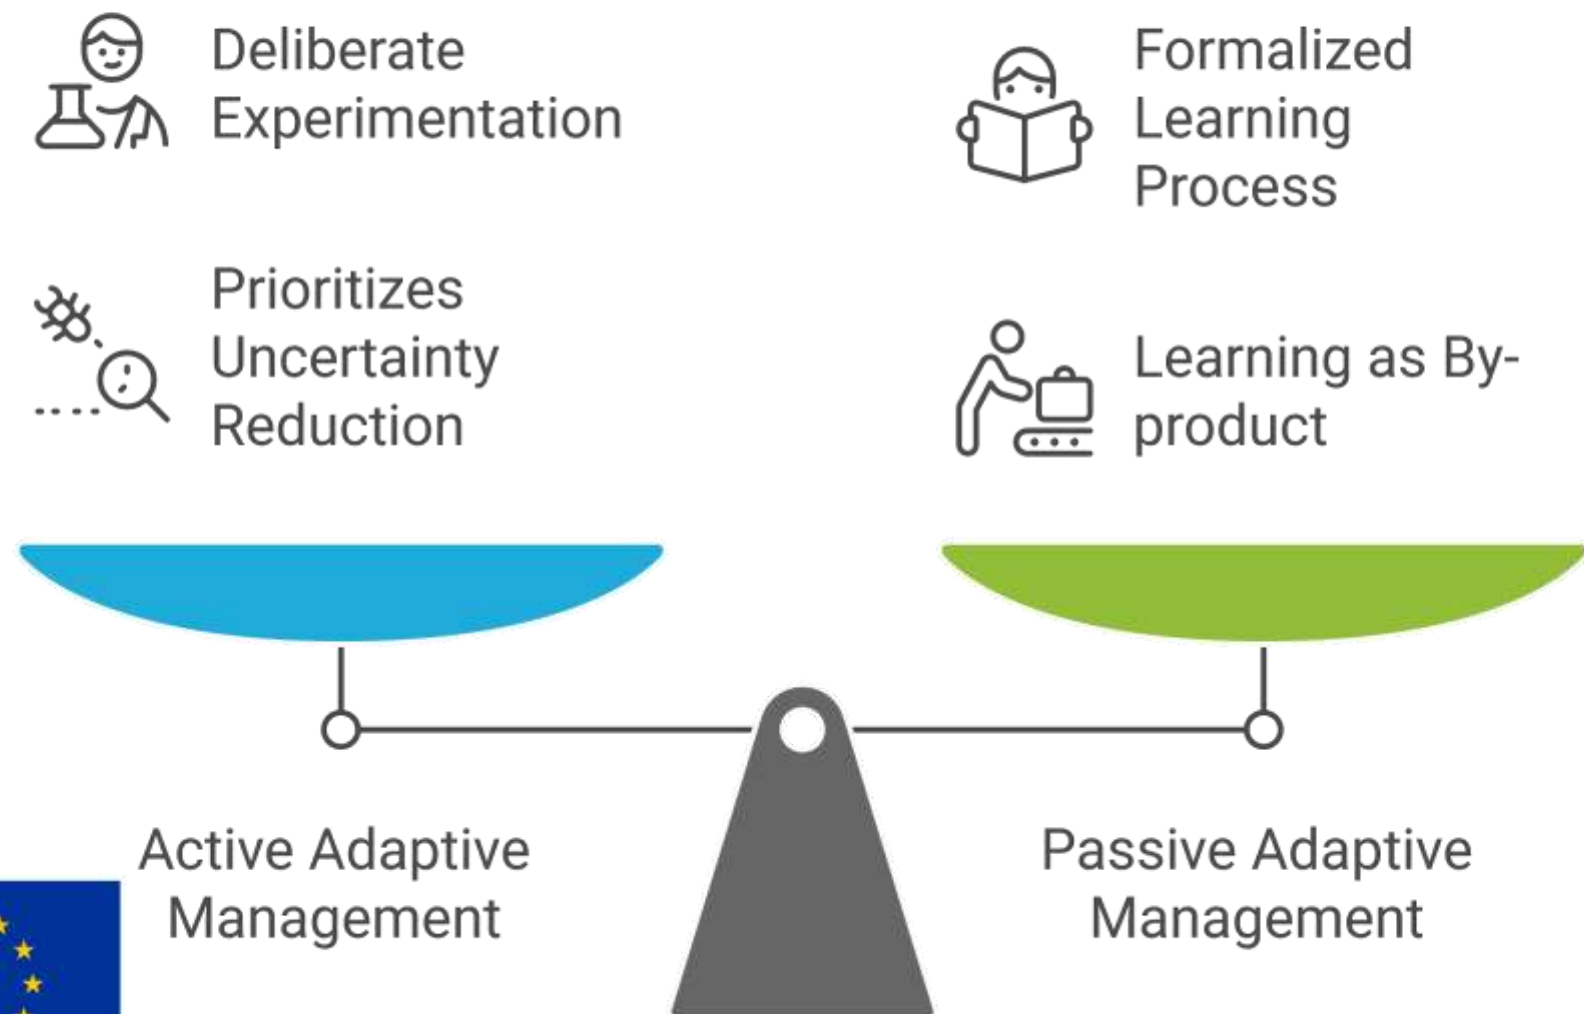 Deliberate
Experimentation
Prioritizes
Uncertainty
Reduction
Formalized
Learning
Process
Learning as By-
product
Active Adaptive
Management
Passive Adaptive
Management